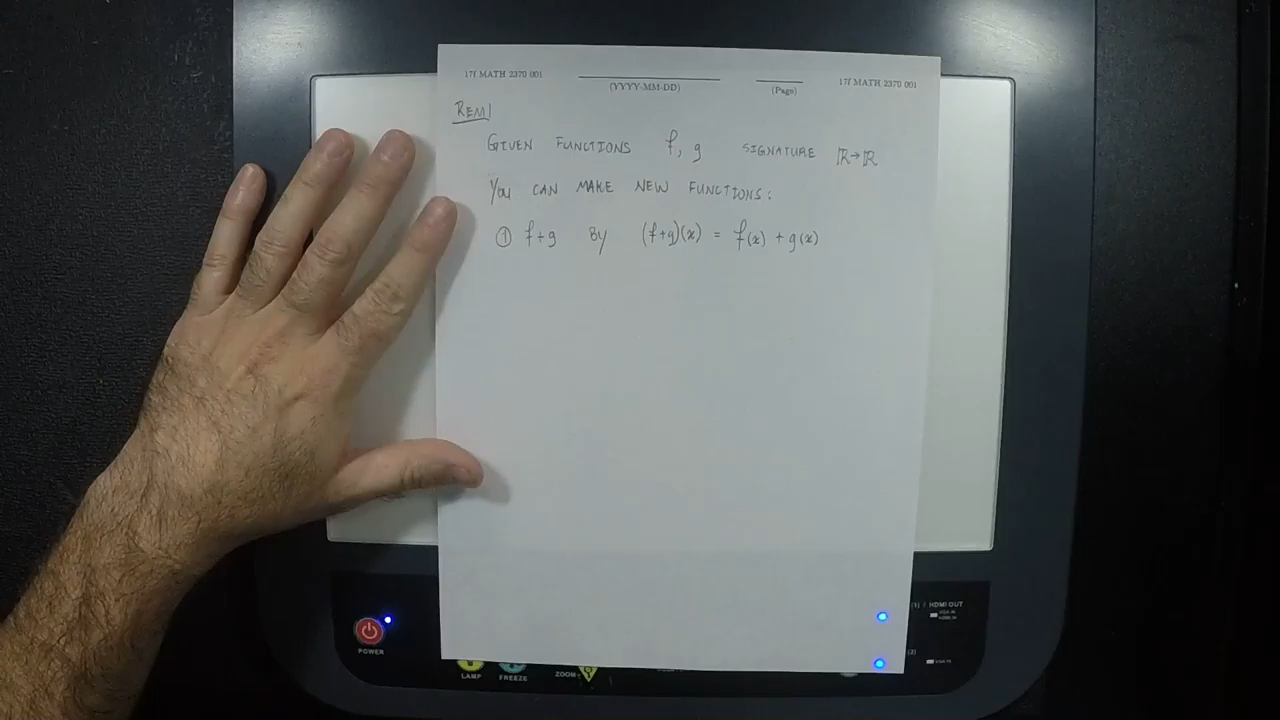 17f MATH 2370 001 (YYYY-MM-DD) (Page) 17f MATH 2370 001
REM
GIVEN FUNCTIONS f, g SIGNATURE ℝ→ℝ
YOU CAN MAKE NEW FUNCTIONS:
① f+g BY (f+g)(x) = f(x) + g(x)
(1) / HDMI OUT
POWER
LAMP FREEZE ZOOM